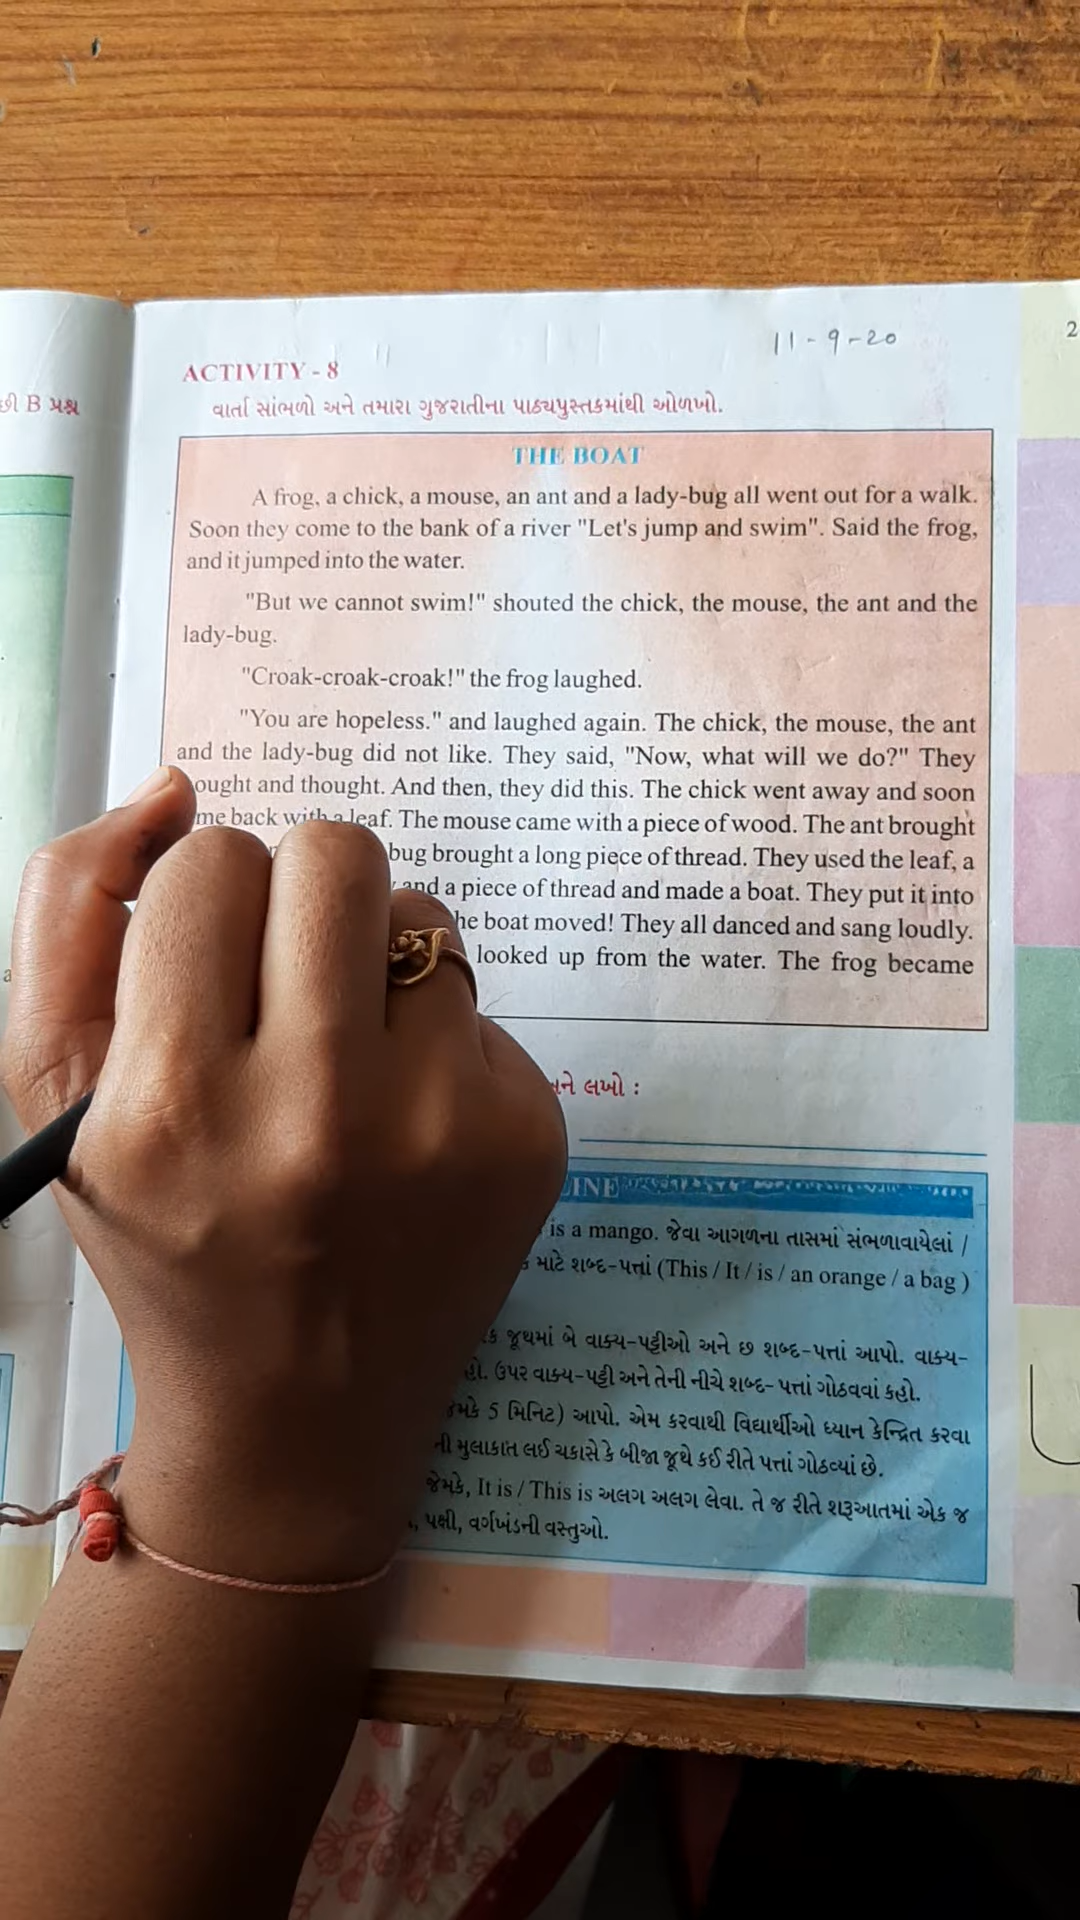 11-9-20
2
ACTIVITY - 8
વાર્તા સાંભળો અને તમારા ગુજરાતીના પાઠ્યપુસ્તકમાંથી ઓળખો.
B પ્રશ્ન
THE BOAT
A frog, a chick, a mouse, an ant and a lady-bug all went out for a walk.
Soon they come to the bank of a river "Let's jump and swim". Said the frog,
and it jumped into the water.
"But we cannot swim!" shouted the chick, the mouse, the ant and the
lady-bug.
"Croak-croak-croak!" the frog laughed.
"You are hopeless." and laughed again. The chick, the mouse, the ant
and the lady-bug did not like. They said, "Now, what will we do?" They
ought and thought. And then, they did this. The chick went away and soon
me back with a leaf. The mouse came with a piece of wood. The ant brought
bug brought a long piece of thread. They used the leaf, a
and a piece of thread and made a boat. They put it into
he boat moved! They all danced and sang loudly.
looked up from the water. The frog became
લખો :
INE
is a mango. જેવા આગળના તાસમાં સંભળાવાયેલાં /
માટે શબ્દ-પત્તાં (This / It / is / an orange / a bag )
જૂથમાં બે વાક્ય-પટ્ટીઓ અને છ શબ્દ-પત્તાં આપો. વાક્ય-
હો. ઉપર વાક્ય-પટ્ટી અને તેની નીચે શબ્દ- પત્તાં ગોઠવવાં કહો.
5 મિનિટ) આપો. એમ કરવાથી વિદ્યાર્થીઓ ધ્યાન કેન્દ્રિત કરવા
ની મુલાકાત લઈ ચકાસે કે બીજા જૂથે કઈ રીતે પત્તાં ગોઠવ્યાં છે.
જેમકે, It is / This is અલગ અલગ લેવા. તે જ રીતે શરૂઆતમાં એક જ
, પક્ષી, વર્ગખંડની વસ્તુઓ.